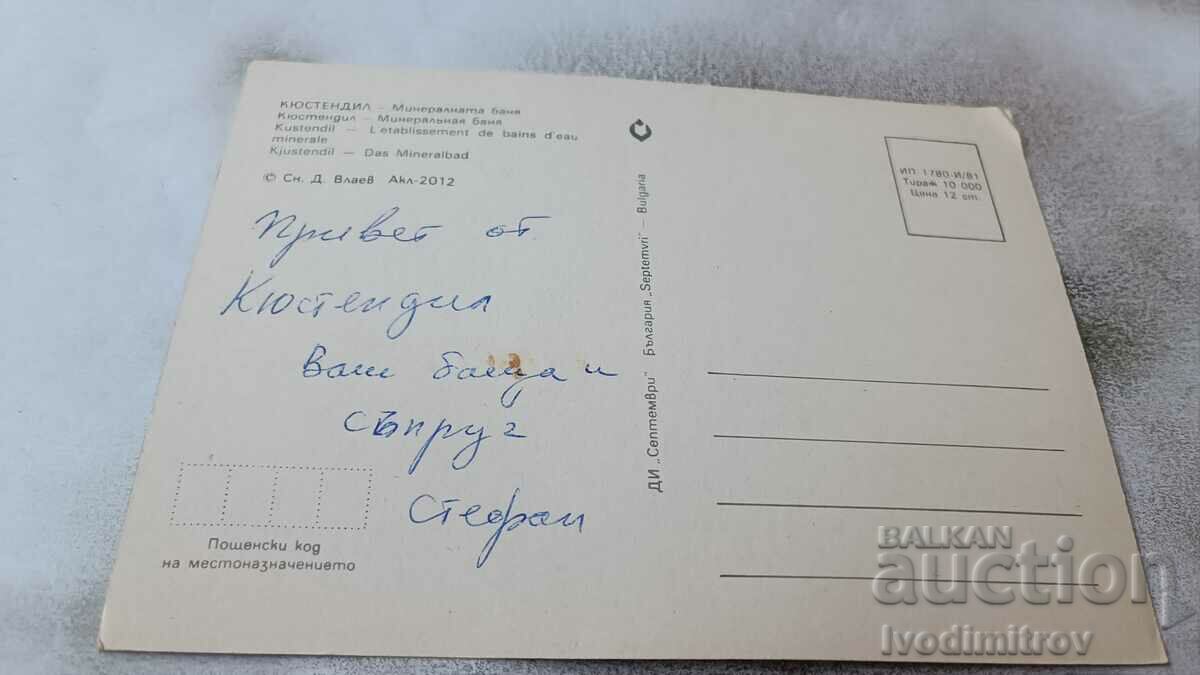 КЮСТЕНДИЛ — Минералната баня
Кюстендил — Минеральная баня
Kustendil — L'etablissement de bains d'eau
minerale
Kjustendil — Das Mineralbad
© Сн. Д. Влаев Акл-2012
Привет от
Кюстендил
Ваш баща и
съпруг
Стефан
Пощенски код
на местоназначението
ДИ „Септември" България „Septemvri" — Bulgaria
ИП: 1780-И/81
Тираж 10 000
Цена 12 ст.
BALKAN
auction
Ivodimitrov